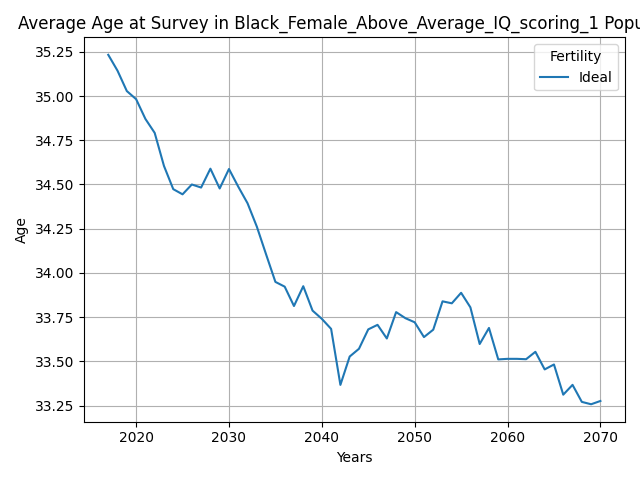 Average Age at Survey in Black_Female_Above_Average_IQ_scoring_1 Popu
35.25
35.00
34.75
34.50
34.25
34.00
33.75
33.50
33.25
Age
Fertility
Ideal
2020 2030 2040 2050 2060 2070
Years